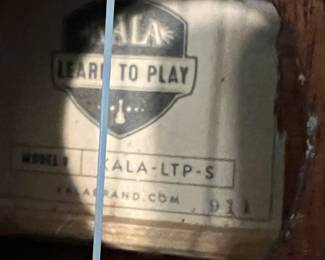 KALA
LEARN TO PLAY
MODEL# KALA-LTP-S
KALABRAND.COM
911